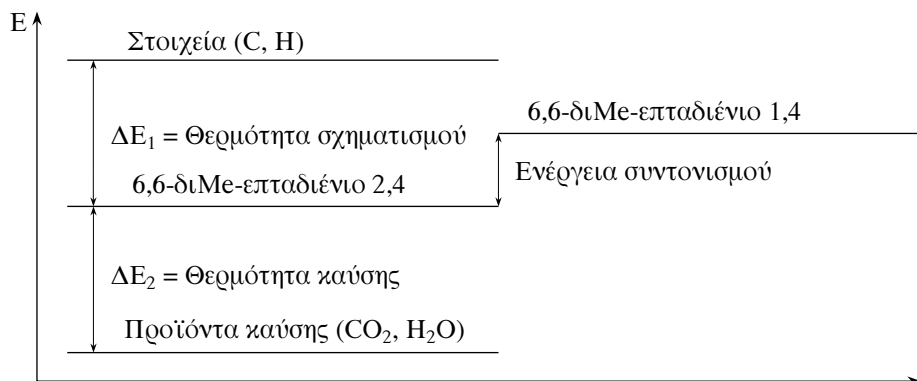 E
Στοιχεία (C, H)
6,6-διMe-επταδιένιο 1,4
ΔE₁ = Θερμότητα σχηματισμού
Ενέργεια συντονισμού
6,6-διMe-επταδιένιο 2,4
ΔE₂ = Θερμότητα καύσης
Προϊόντα καύσης (CO₂, H₂O)